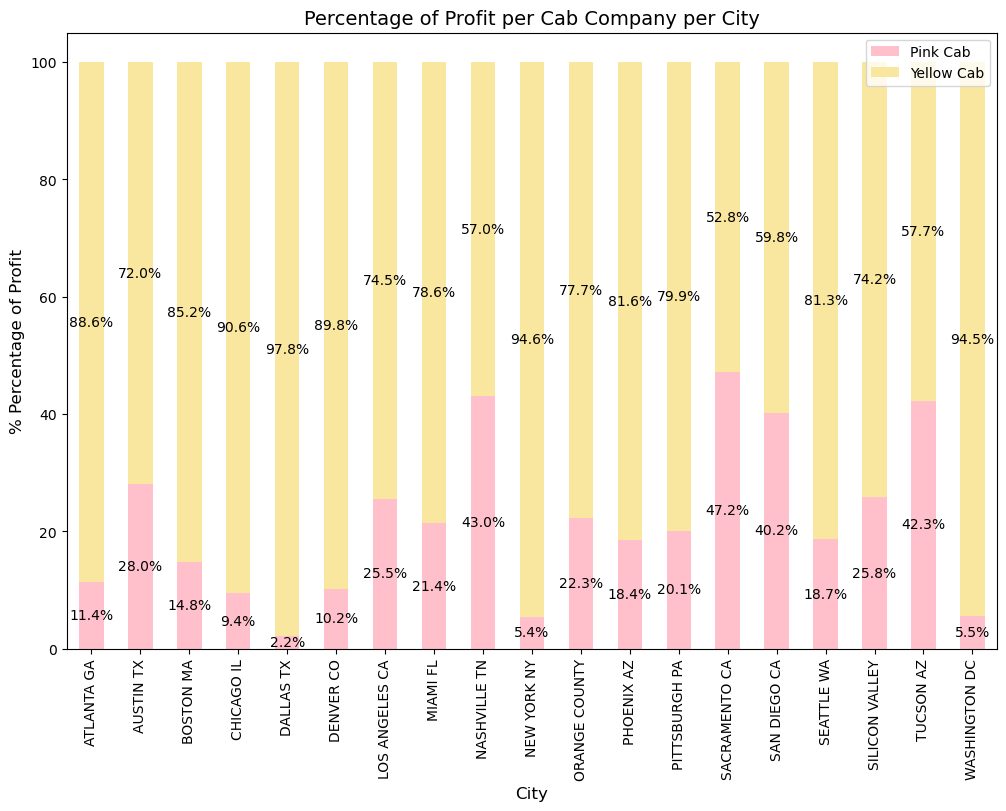 Percentage of Profit per Cab Company per City
Pink Cab
Yellow Cab
% Percentage of Profit
100
80
60
40
20
0
88.6%
72.0%
85.2%
90.6%
97.8%
89.8%
74.5%
78.6%
57.0%
94.6%
77.7%
81.6%
79.9%
52.8%
59.8%
81.3%
74.2%
57.7%
94.5%
11.4%
28.0%
14.8%
9.4%
2.2%
10.2%
25.5%
21.4%
43.0%
5.4%
22.3%
18.4%
20.1%
47.2%
40.2%
18.7%
25.8%
42.3%
5.5%
ATLANTA GA
AUSTIN TX
BOSTON MA
CHICAGO IL
DALLAS TX
DENVER CO
LOS ANGELES CA
MIAMI FL
NASHVILLE TN
NEW YORK NY
ORANGE COUNTY
PHOENIX AZ
PITTSBURGH PA
SACRAMENTO CA
SAN DIEGO CA
SEATTLE WA
SILICON VALLEY
TUCSON AZ
WASHINGTON DC
City